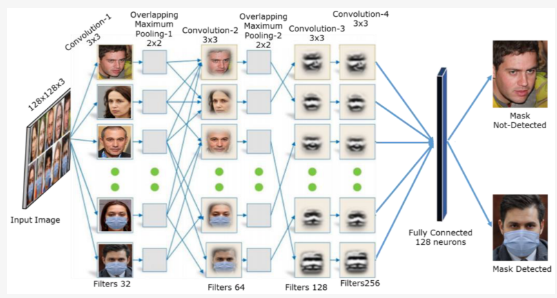 Convolution-1
3x3
Overlapping
Maximum
Pooling-1
2x2
Convolution-2
3x3
Overlapping
Maximum
Pooling-2
2x2
Convolution-3
3x3
Convolution-4
3x3
128x128x3
Input Image
Filters 32
Filters 64
Filters 128
Filters256
Fully Connected
128 neurons
Mask
Not-Detected
Mask Detected